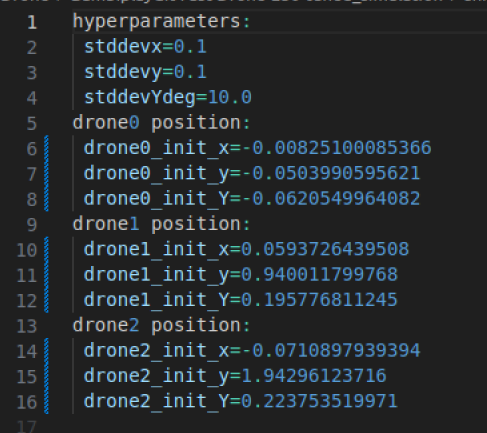 1 hyperparameters:
2 stddevx=0.1
3 stddevy=0.1
4 stddevYdeg=10.0
5 drone0 position:
6 drone0_init_x=-0.00825100085366
7 drone0_init_y=-0.0503990595621
8 drone0_init_Y=-0.0620549964082
9 drone1 position:
10 drone1_init_x=0.0593726439508
11 drone1_init_y=0.940011799768
12 drone1_init_Y=0.195776811245
13 drone2 position:
14 drone2_init_x=-0.0710897939394
15 drone2_init_y=1.94296123716
16 drone2_init_Y=0.223753519971
17